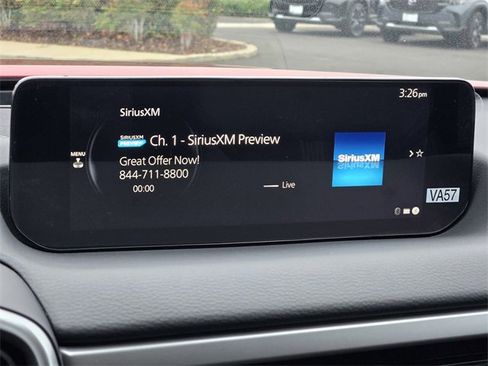 3:26pm
SiriusXM
SiriusXM PREVIEW Ch. 1 - SiriusXM Preview
MENU
Great Offer Now!
844-711-8800
00:00
Live
SiriusXM
VA57